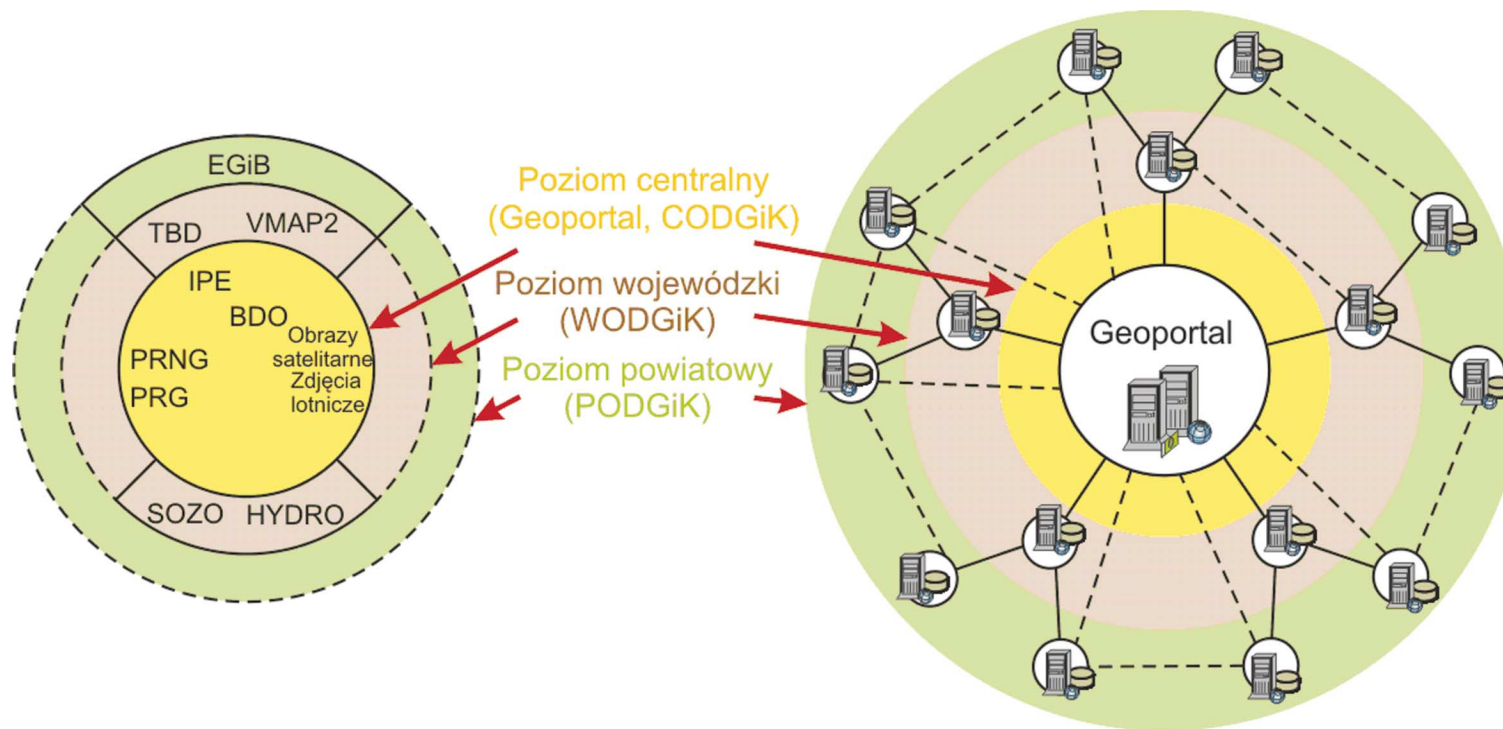 EGiB
TBD VMAP2
IPE
BDO
Obrazy
satelitarne
Zdjęcia
lotnicze
PRNG
PRG
SOZO HYDRO
Poziom centralny
(Geoportal, CODGiK)
Poziom wojewódzki
(WODGiK)
Poziom powiatowy
(PODGiK)
Geoportal